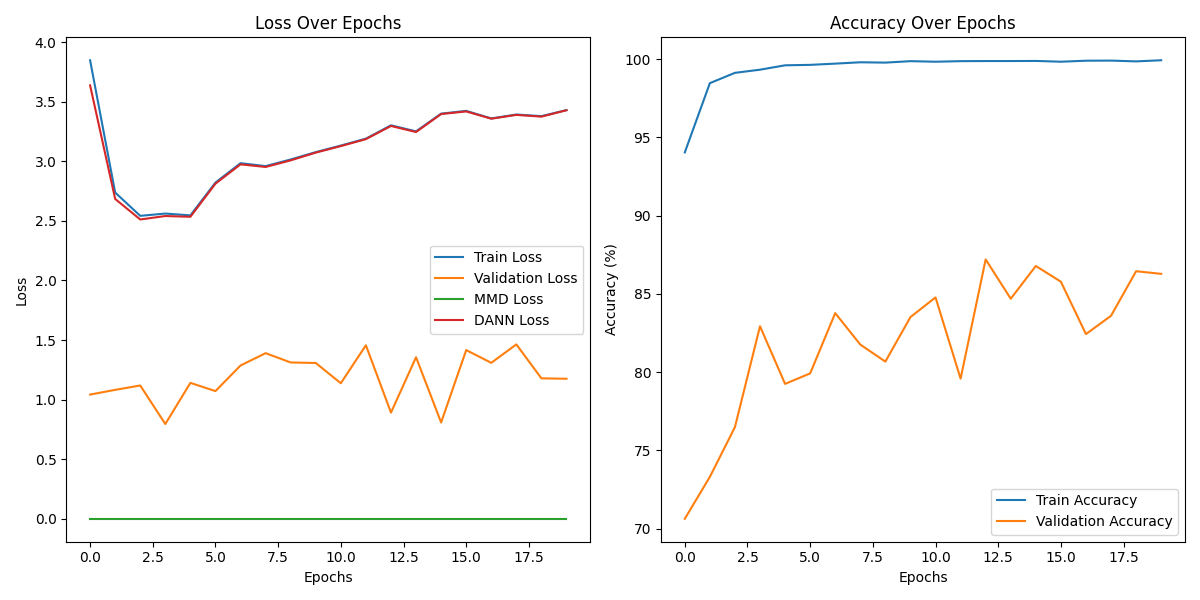 Loss Over Epochs
4.0
3.5
3.0
2.5
2.0
1.5
1.0
0.5
0.0
Loss
Train Loss
Validation Loss
MMD Loss
DANN Loss
0.0 2.5 5.0 7.5 10.0 12.5 15.0 17.5
Epochs
Accuracy Over Epochs
100
95
90
85
80
75
70
Accuracy (%)
Train Accuracy
Validation Accuracy
0.0 2.5 5.0 7.5 10.0 12.5 15.0 17.5
Epochs